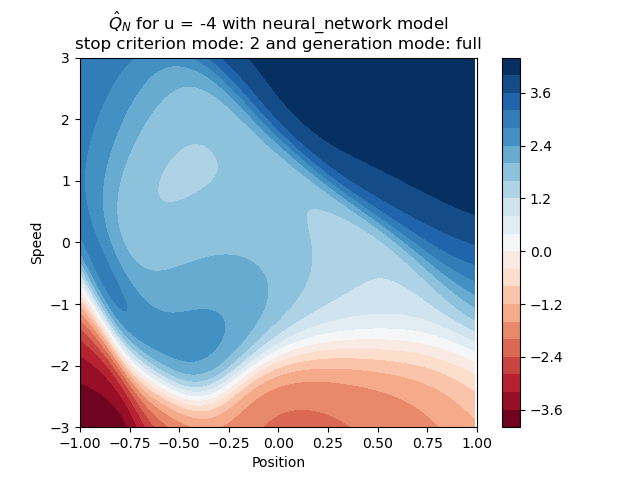 $\hat{Q}_N$ for u = -4 with neural_network model
stop criterion mode: 2 and generation mode: full
3
2
1
0
−1
−2
−3
Speed
−1.00 −0.75 −0.50 −0.25 0.00 0.25 0.50 0.75 1.00
Position
3.6
2.4
1.2
0.0
−1.2
−2.4
−3.6